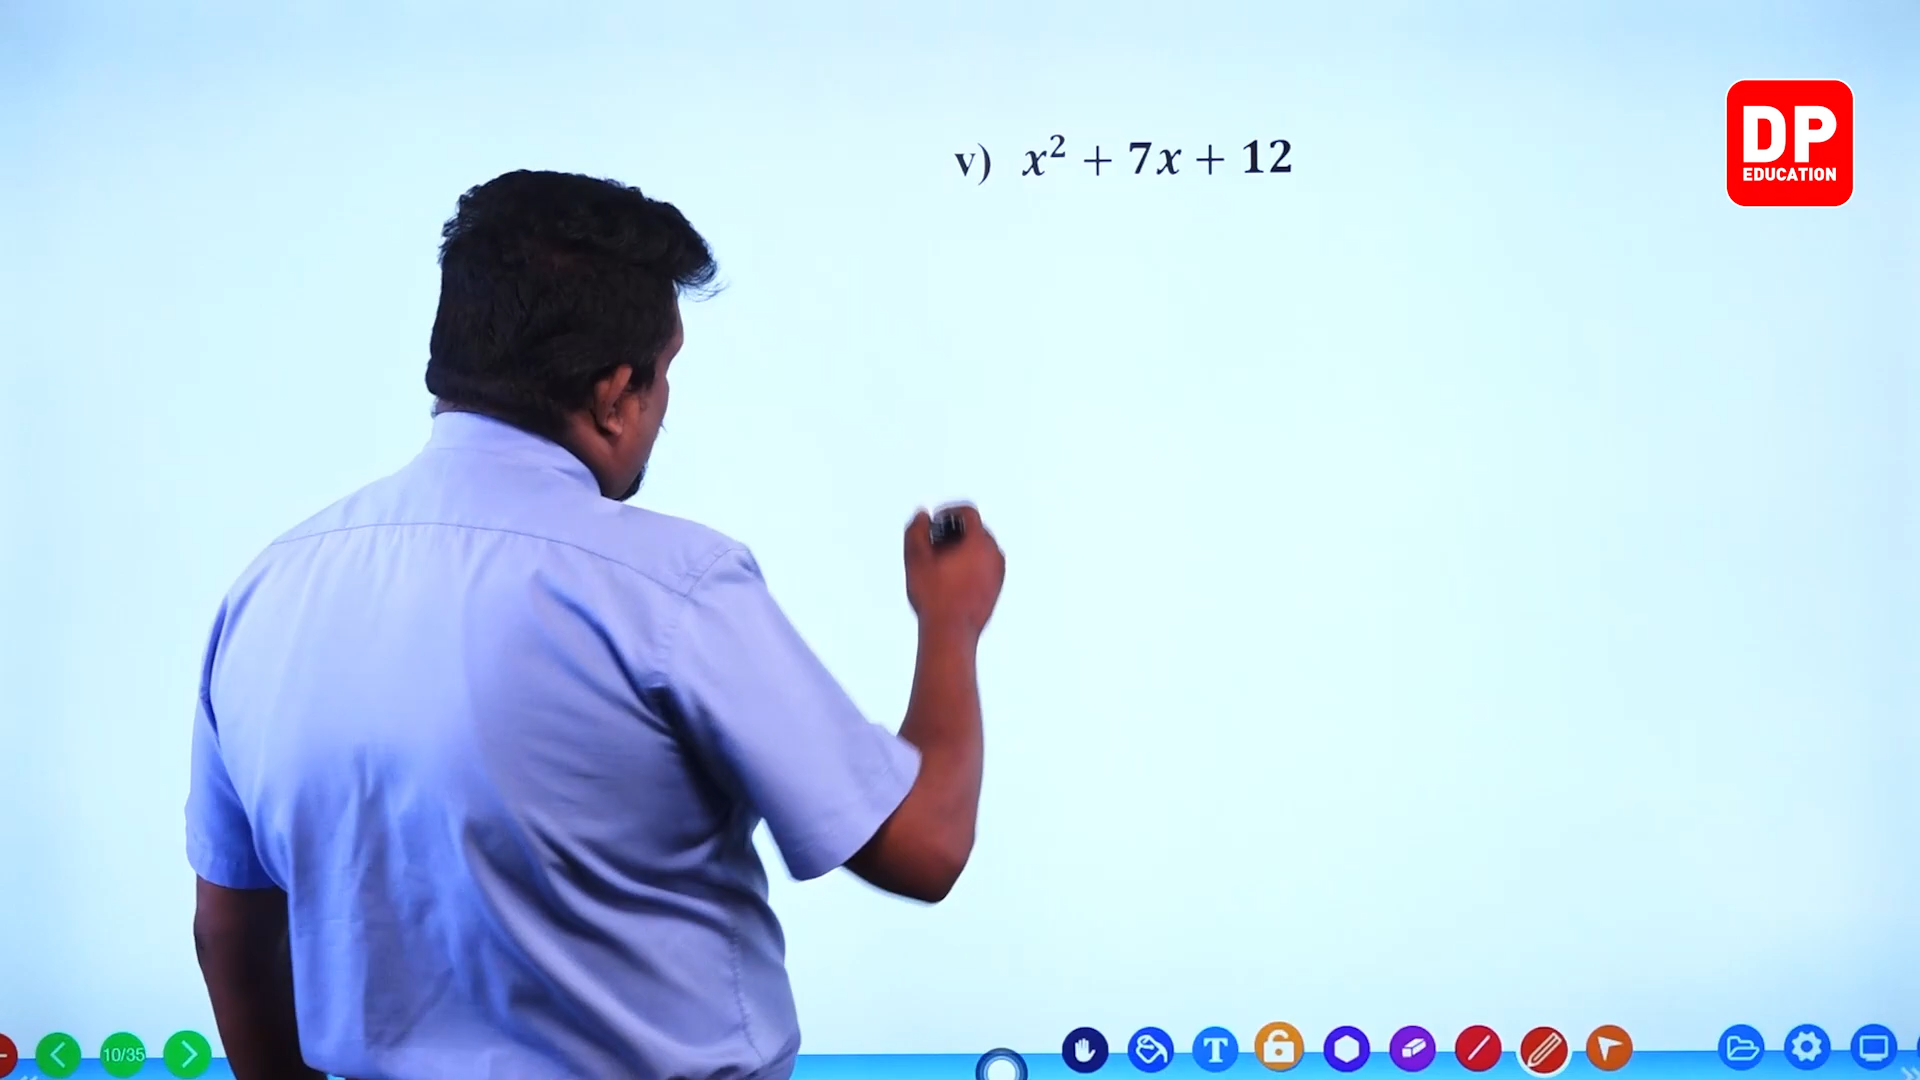 DP
EDUCATION
v) x² + 7x + 12
10/35
T